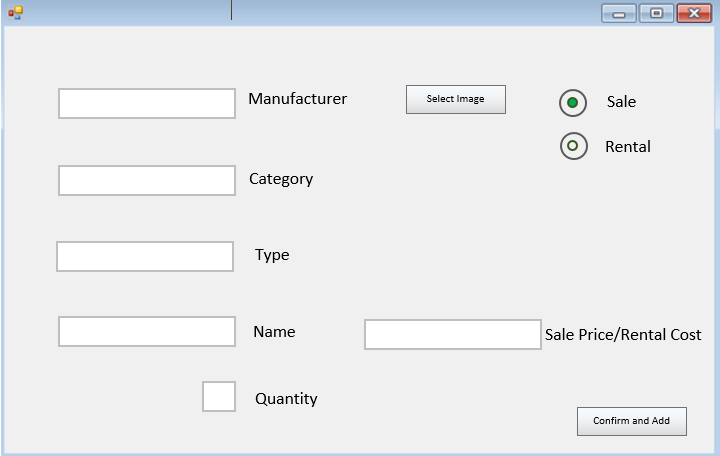 Manufacturer
Select Image
Sale
Rental
Category
Type
Name
Sale Price/Rental Cost
Quantity
Confirm and Add